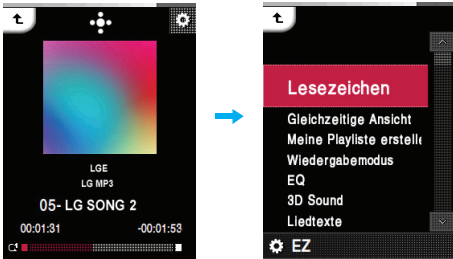 LGE
LG MP3
05- LG SONG 2
00:01:31 -00:01:53
Lesezeichen
Gleichzeitige Ansicht
Meine Playliste erstelle
Wiedergabemodus
EQ
3D Sound
Liedtexte
EZ